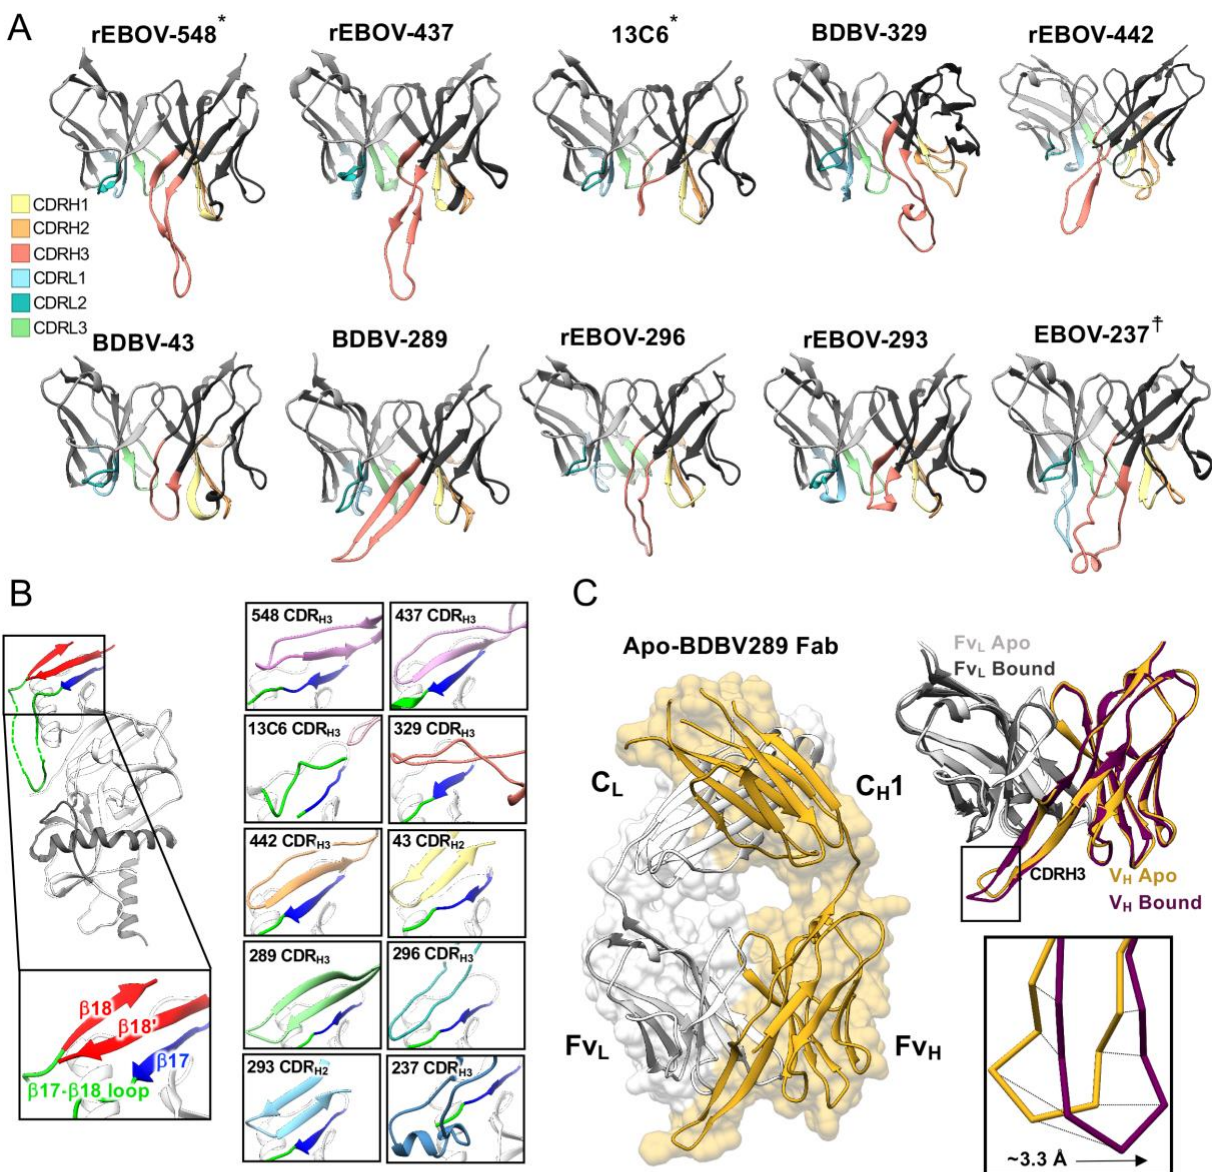 A
rEBOV-548*
rEBOV-437
13C6*
BDBV-329
rEBOV-442
CDRH1
CDRH2
CDRH3
CDRL1
CDRL2
CDRL3
BDBV-43
BDBV-289
rEBOV-296
rEBOV-293
EBOV-237‡
B
β18
β18'
β17
β17-β18 loop
548 CDRH3
437 CDRH3
13C6 CDRH3
329 CDRH3
442 CDRH3
43 CDRH2
289 CDRH3
296 CDRH3
293 CDRH2
237 CDRH3
C
Apo-BDBV289 Fab
CL
CH1
FvL
FvH
FvL Apo
FvL Bound
CDRH3
VH Apo
VH Bound
~3.3 Å